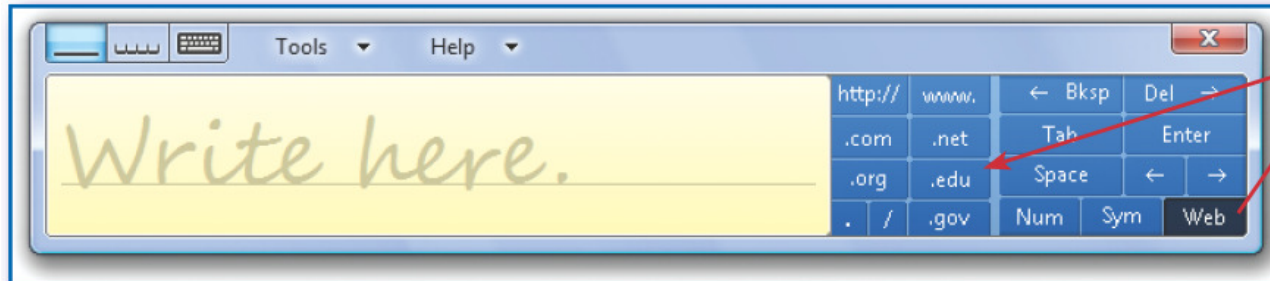 Tools Help X
http:// www. ← Bksp Del →
Write here.
.com .net Tab Enter
.org .edu Space ← →
. / .gov Num Sym Web